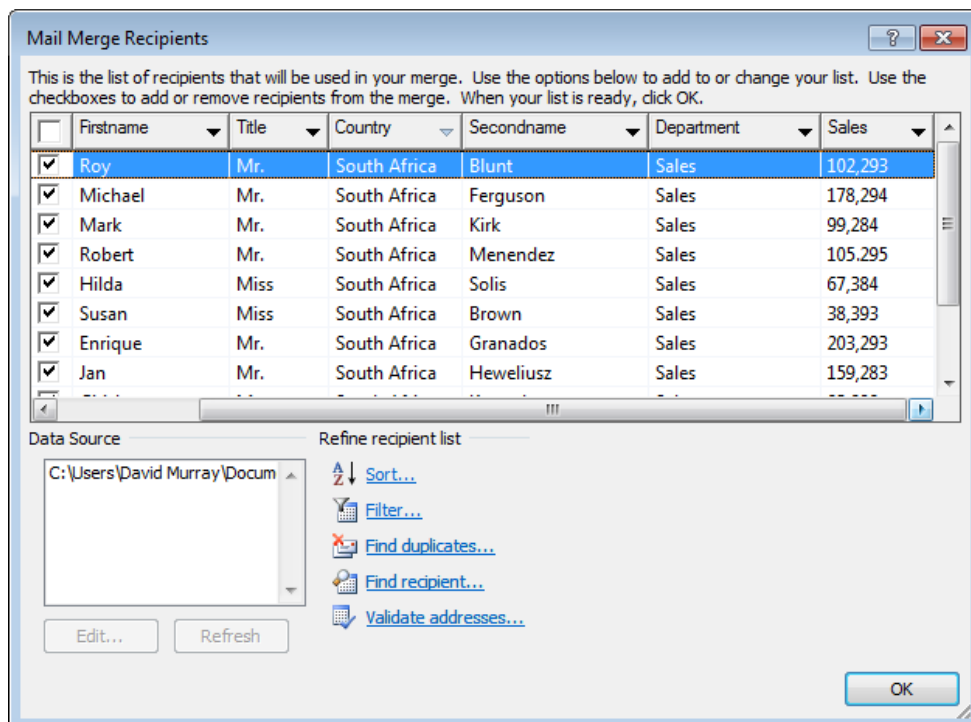 Mail Merge Recipients
This is the list of recipients that will be used in your merge. Use the options below to add to or change your list. Use the
checkboxes to add or remove recipients from the merge. When your list is ready, click OK.
Firstname Title Country Secondname Department Sales
Roy Mr. South Africa Blunt Sales 102,293
Michael Mr. South Africa Ferguson Sales 178,294
Mark Mr. South Africa Kirk Sales 99,284
Robert Mr. South Africa Menendez Sales 105.295
Hilda Miss South Africa Solis Sales 67,384
Susan Miss South Africa Brown Sales 38,393
Enrique Mr. South Africa Granados Sales 203,293
Jan Mr. South Africa Heweliusz Sales 159,283
Data Source Refine recipient list
C:\Users\David Murray\Docum
Sort...
Filter...
Find duplicates...
Find recipient...
Validate addresses...
Edit... Refresh
OK